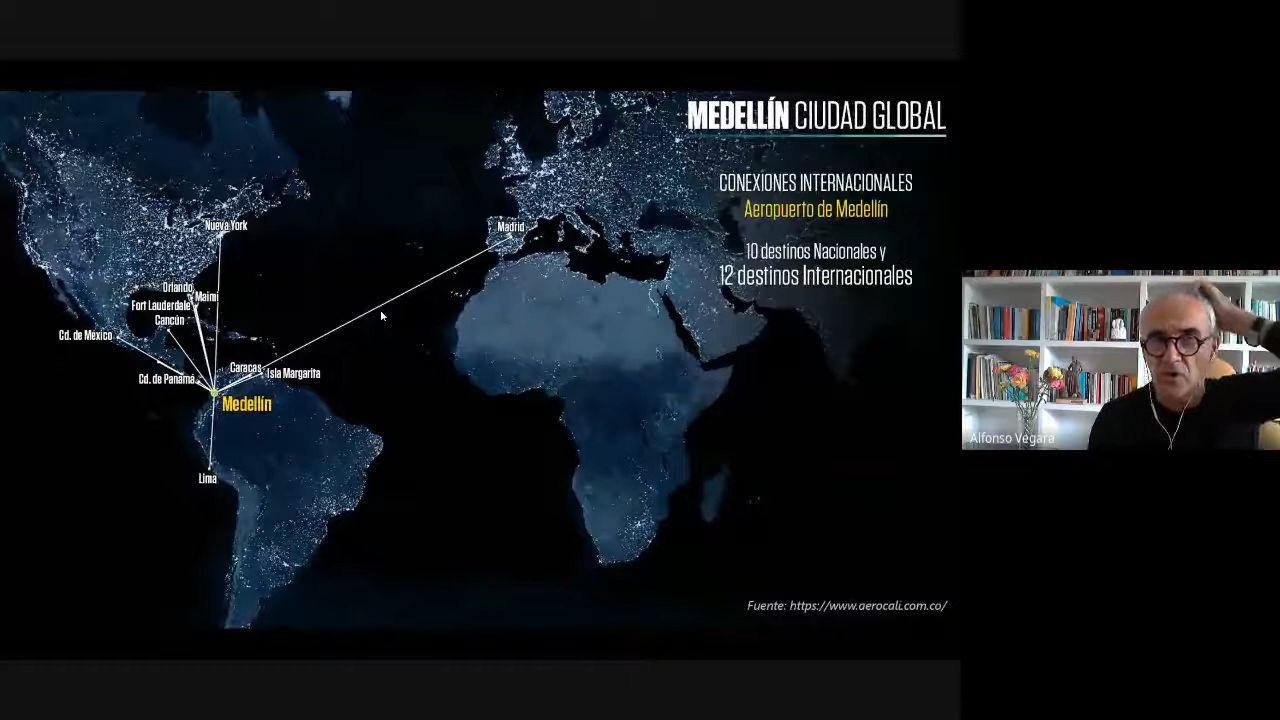 MEDELLÍN CIUDAD GLOBAL
CONEXIONES INTERNACIONALES
Aeropuerto de Medellín
10 destinos Nacionales y
12 destinos Internacionales
Nueva York
Madrid
Orlando
Maimi
Fort Lauderdale
Cancún
Cd. de México
Caracas
Isla Margarita
Cd. de Panamá
Medellín
Lima
Alfonso Vegara
Fuente: https://www.aerocali.com.co/